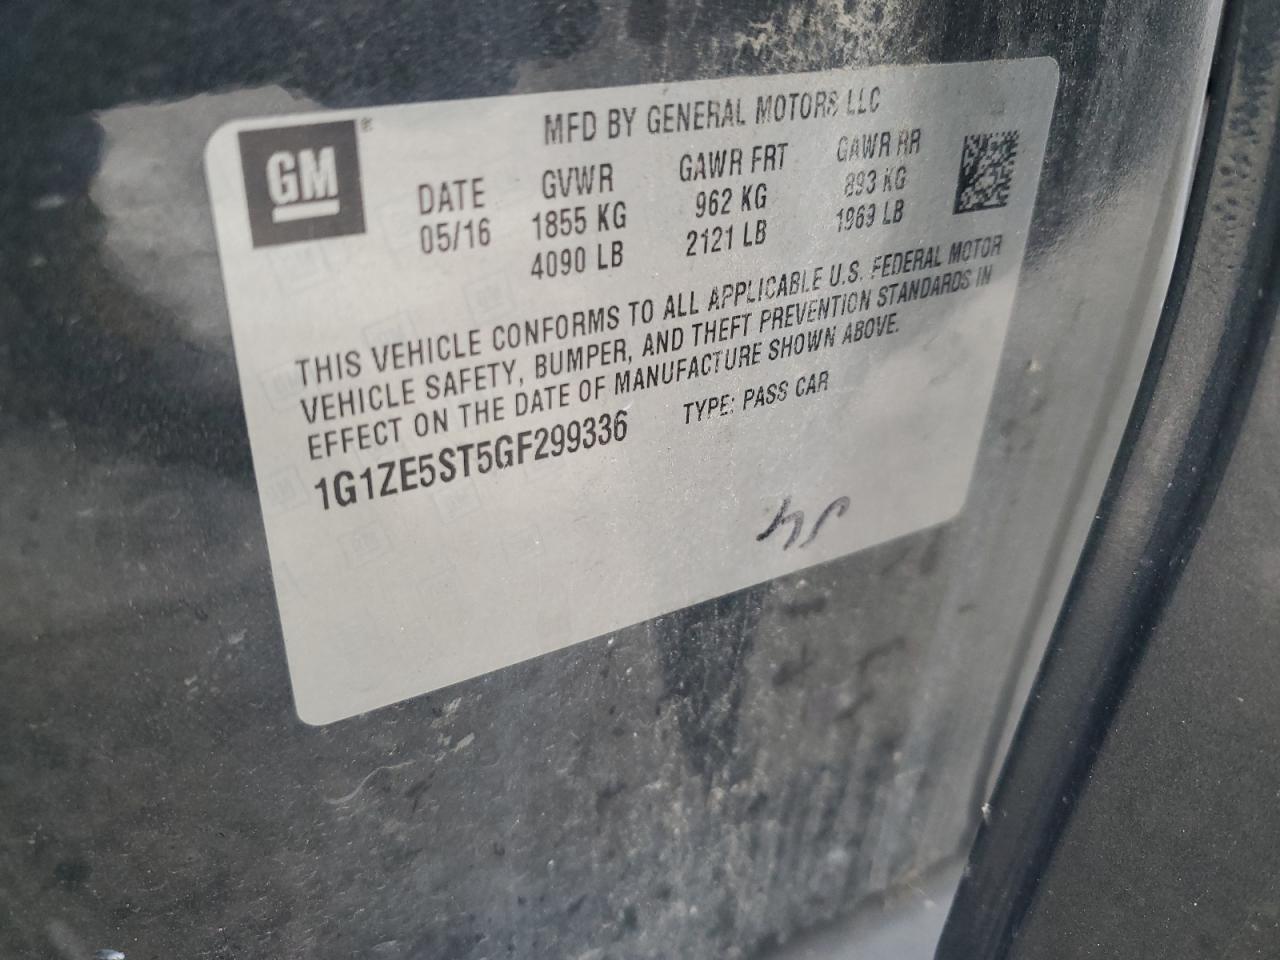 GM®
MFD BY GENERAL MOTORS LLC
DATE GVWR GAWR FRT GAWR RR
05/16 1855 KG 962 KG 893 KG
4090 LB 2121 LB 1969 LB
THIS VEHICLE CONFORMS TO ALL APPLICABLE U.S. FEDERAL MOTOR
VEHICLE SAFETY, BUMPER, AND THEFT PREVENTION STANDARDS IN
EFFECT ON THE DATE OF MANUFACTURE SHOWN ABOVE.
1G1ZE5ST5GF299336 TYPE: PASS CAR